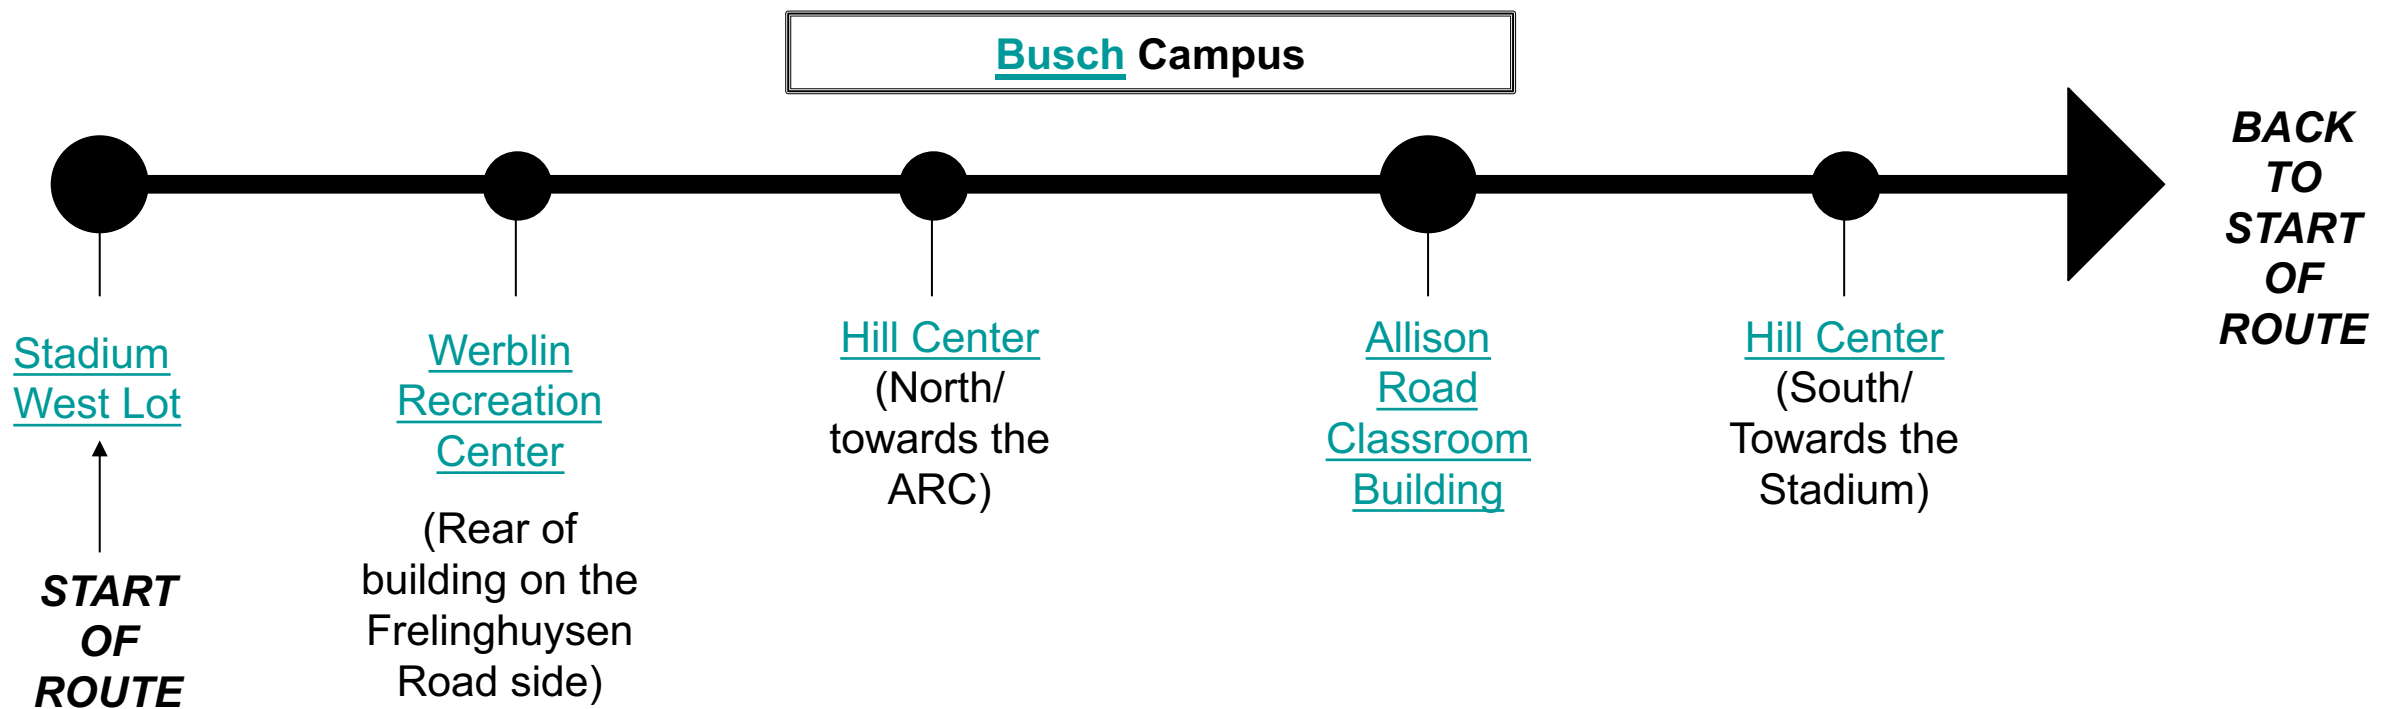 Busch Campus
Stadium
West Lot
START
OF
ROUTE
Werblin
Recreation
Center
(Rear of
building on the
Frelinghuysen
Road side)
Hill Center
(North/
towards the
ARC)
Allison
Road
Classroom
Building
Hill Center
(South/
Towards the
Stadium)
BACK
TO
START
OF
ROUTE